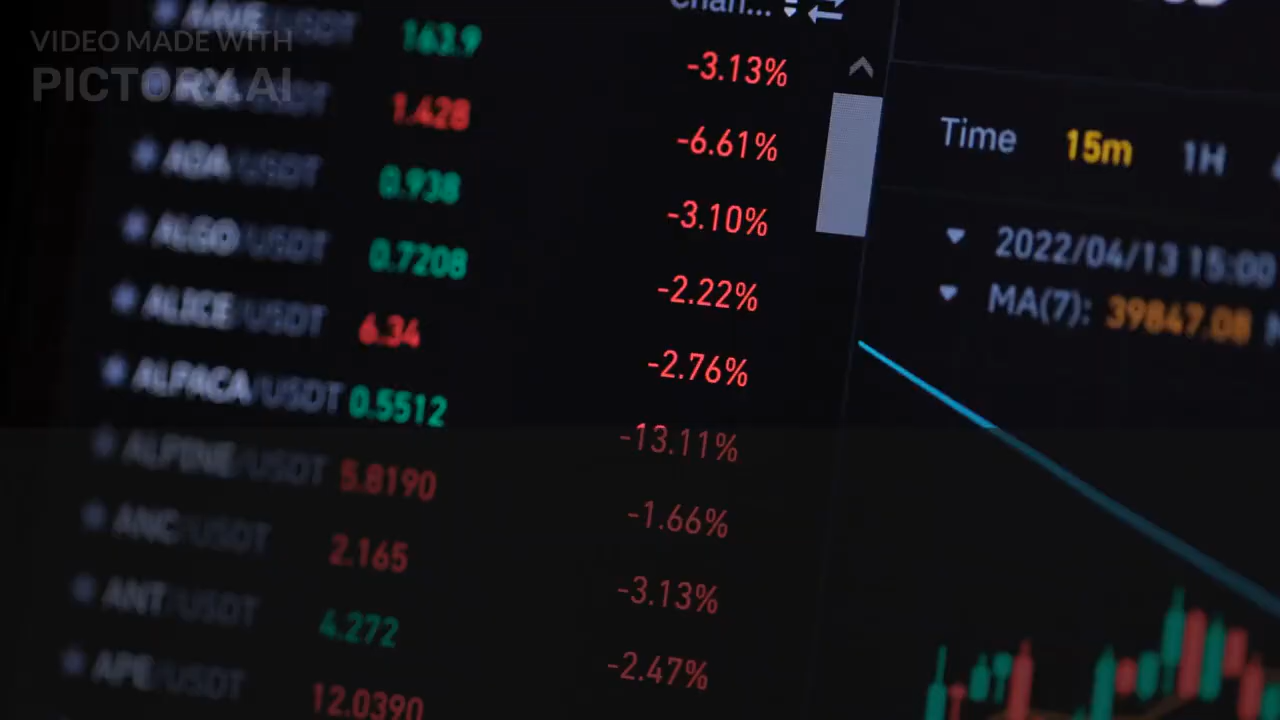 VIDEO MADE WITH
PICTORY.AI
Chan...
AAVE/USDT 163.9 -3.13%
1.428 -6.61%
ADA/USDT 0.938 -3.10%
ALGO/USDT 0.7208 -2.22%
ALICE/USDT 6.34 -2.76%
ALPACA/USDT 0.5512 -13.11%
ALPINE/USDT 5.8190 -1.66%
ANC/USDT 2.165 -3.13%
ANT/USDT 4.272 -2.47%
APE/USDT 12.0390
Time 15m 1H
2022/04/13 15:00
MA(7): 39847.08